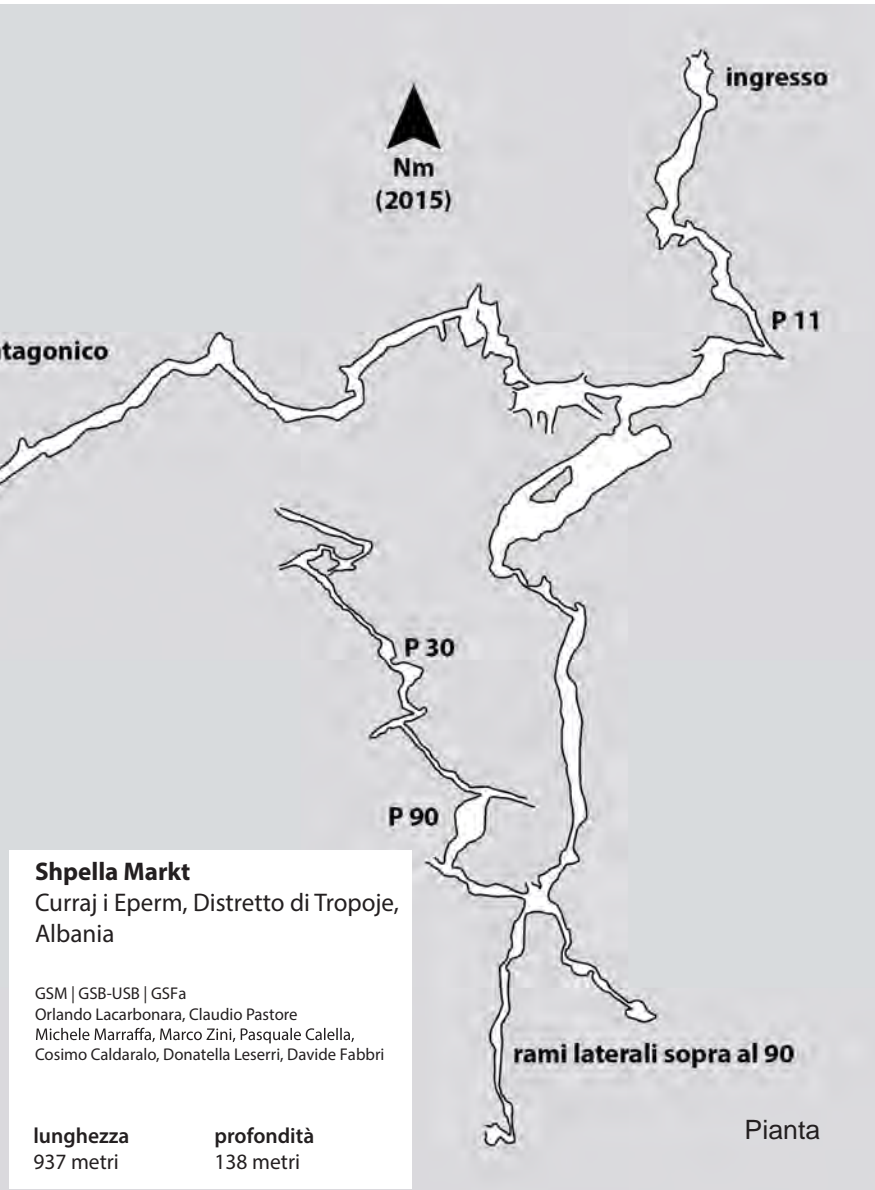 ingresso
Nm
(2015)
P 11
tagonico
P 30
P 90
Shpella Markt
Curraj i Eperm, Distretto di Tropoje,
Albania
GSM | GSB-USB | GSFa
Orlando Lacarbonara, Claudio Pastore
Michele Marraffa, Marco Zini, Pasquale Calella,
Cosimo Caldaralo, Donatella Leserri, Davide Fabbri
rami laterali sopra al 90
lunghezza profondità
937 metri 138 metri
Pianta